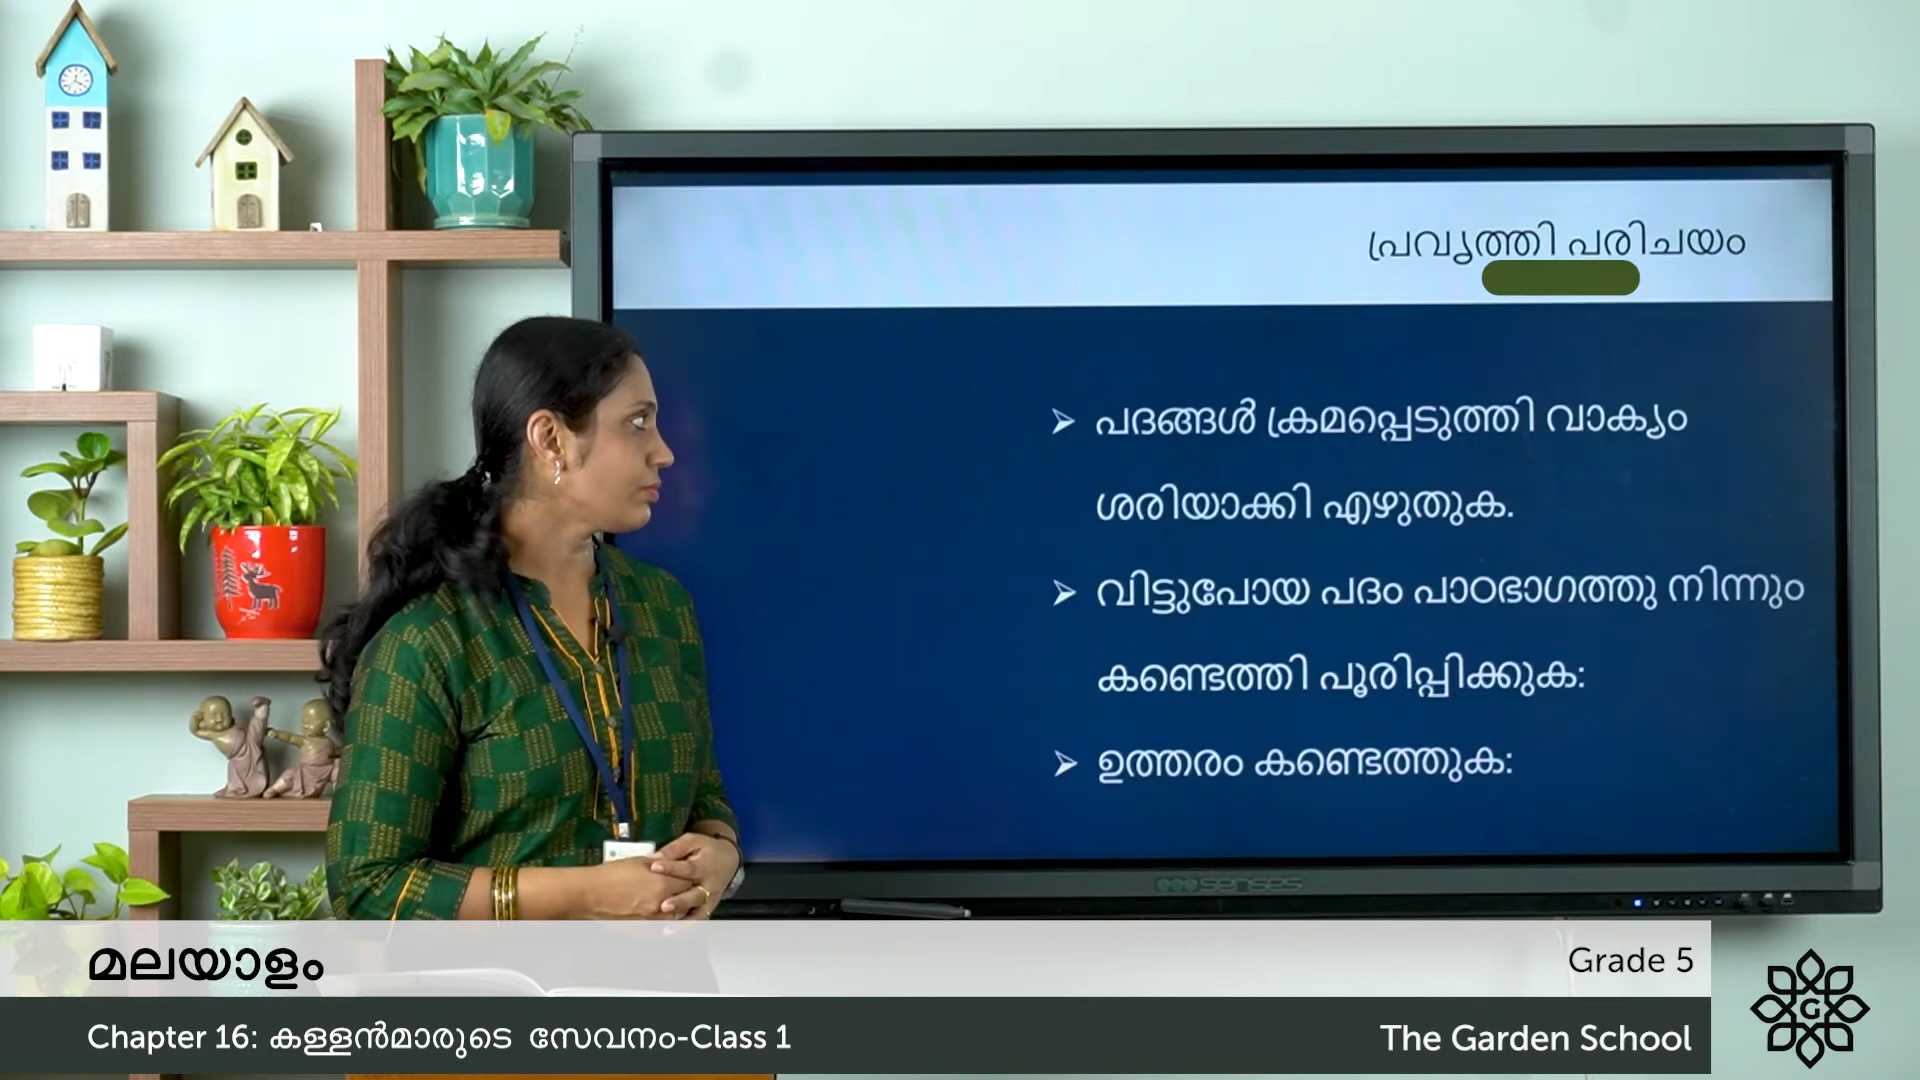 പ്രവൃത്തി പരിചയം
➢ പദങ്ങൾ ക്രമപ്പെടുത്തി വാക്യം
ശരിയാക്കി എഴുതുക.
➢ വിട്ടുപോയ പദം പാഠഭാഗത്തു നിന്നും
കണ്ടെത്തി പൂരിപ്പിക്കുക:
➢ ഉത്തരം കണ്ടെത്തുക:
senses
മലയാളം
Grade 5
Chapter 16: കള്ളൻമാരുടെ സേവനം-Class 1
The Garden School
G